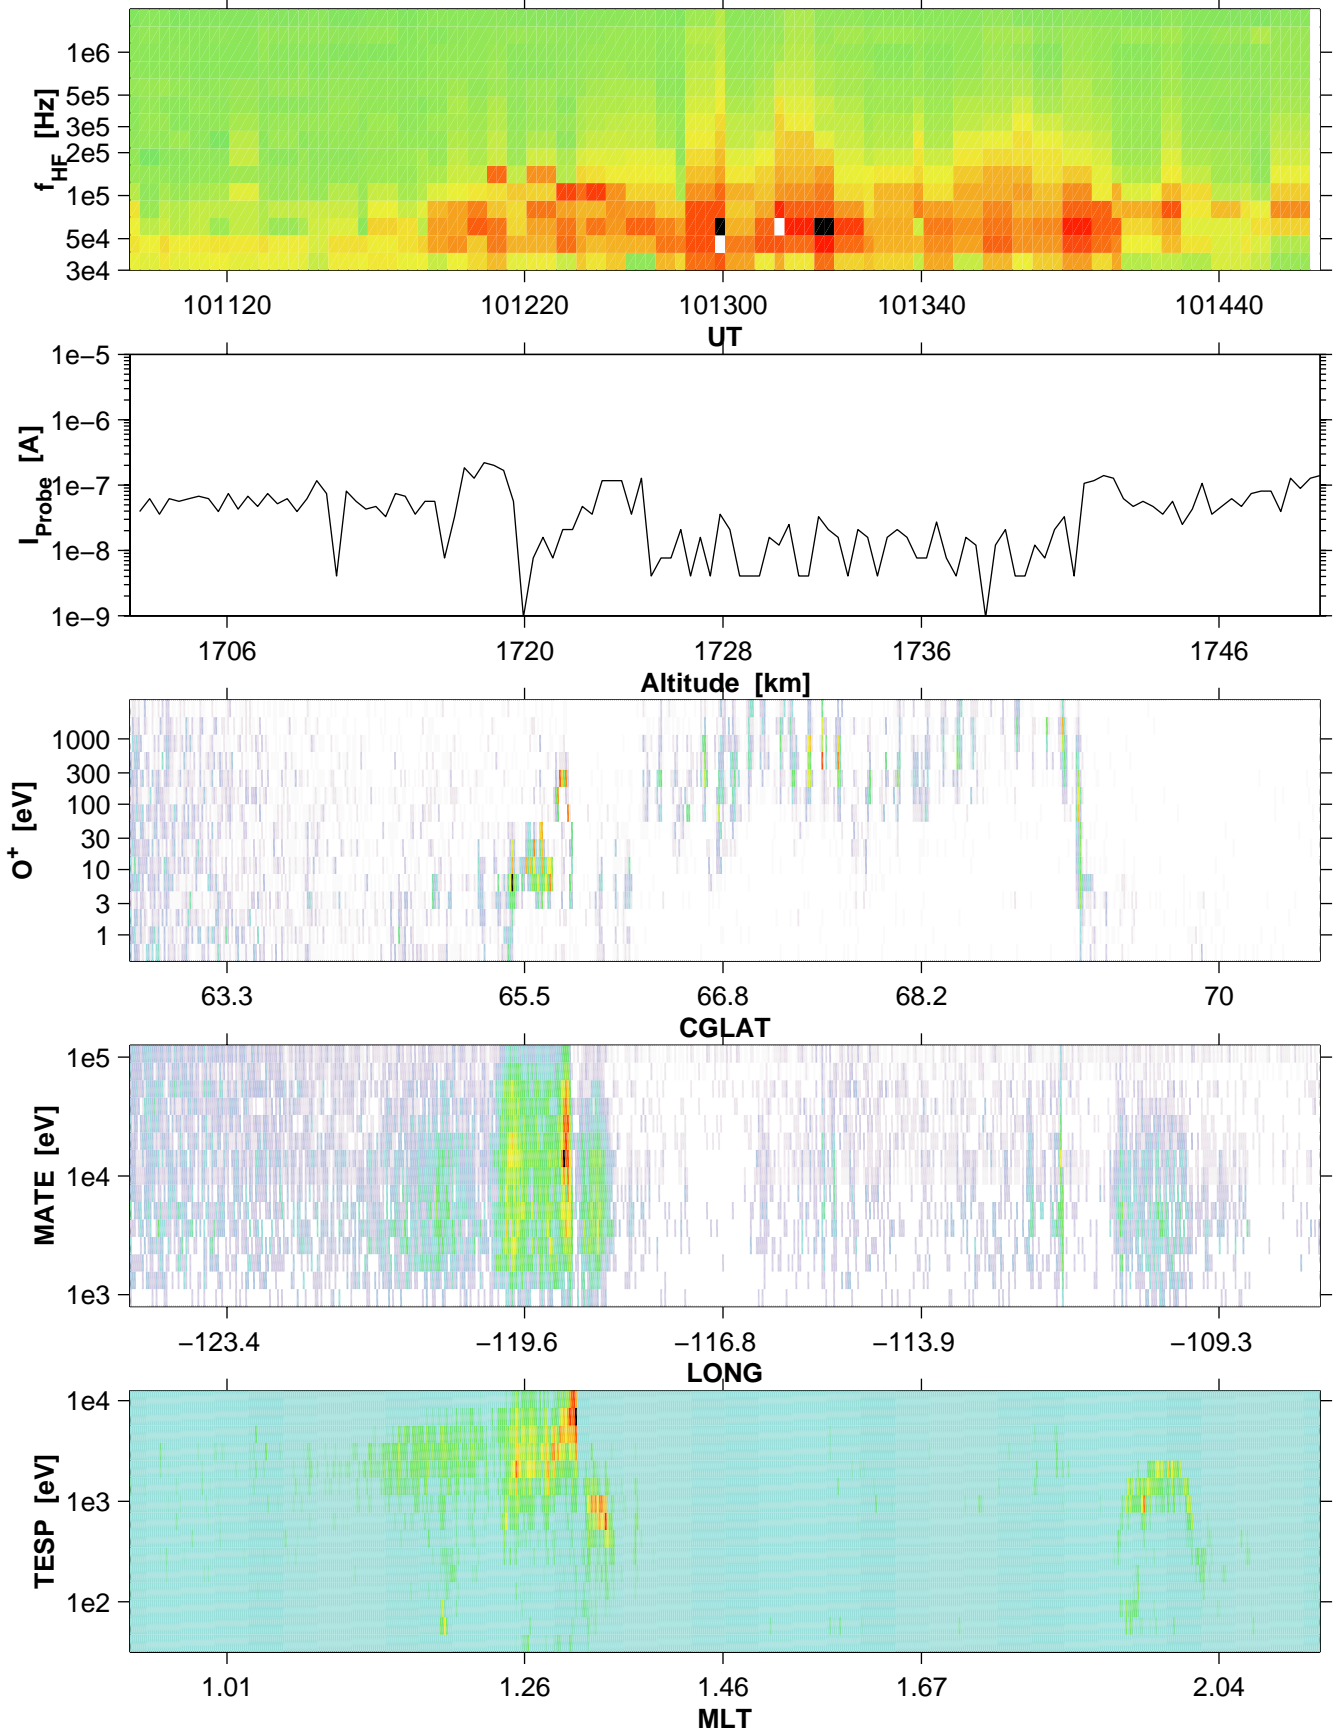 f_HF [Hz]
1e6
5e5
3e5
2e5
1e5
5e4
3e4
101120 101220 101300 101340 101440
UT
I_Probe [A]
1e−5
1e−6
1e−7
1e−8
1e−9
1706 1720 1728 1736 1746
Altitude [km]
O+ [eV]
1000
300
100
30
10
3
1
63.3 65.5 66.8 68.2 70
CGLAT
MATE [eV]
1e5
1e4
1e3
−123.4 −119.6 −116.8 −113.9 −109.3
LONG
TESP [eV]
1e4
1e3
1e2
1.01 1.26 1.46 1.67 2.04
MLT